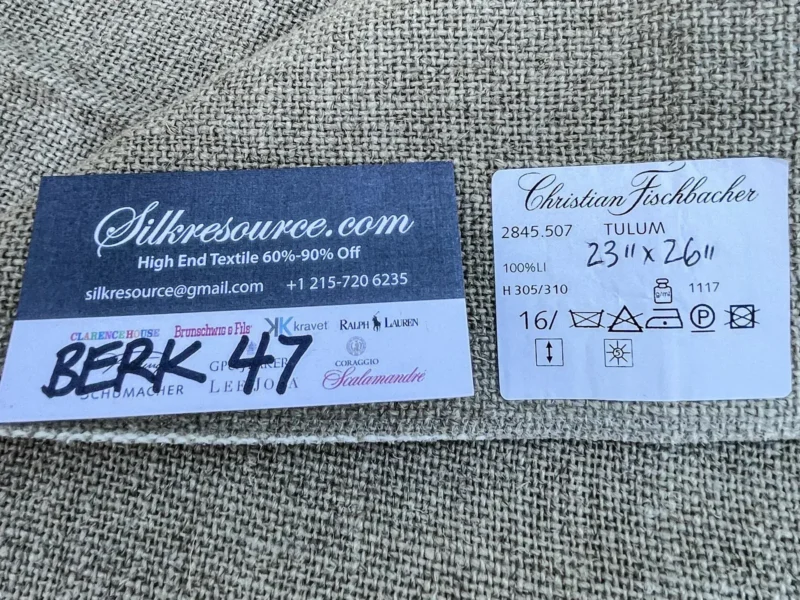 Silkresource.com
High End Textile 60%-90% Off
silkresource@gmail.com +1 215-720 6235
CLARENCE HOUSE Brunschwig & Fils kravet RALPH LAUREN
BERK 47
CORAGGIO
SCHUMACHER LEE JOFA Scalamandré
Christian Fischbacher
2845.507 TULUM
23" x 26"
100%LI
H 305/310 g/ml 1117
16/ P